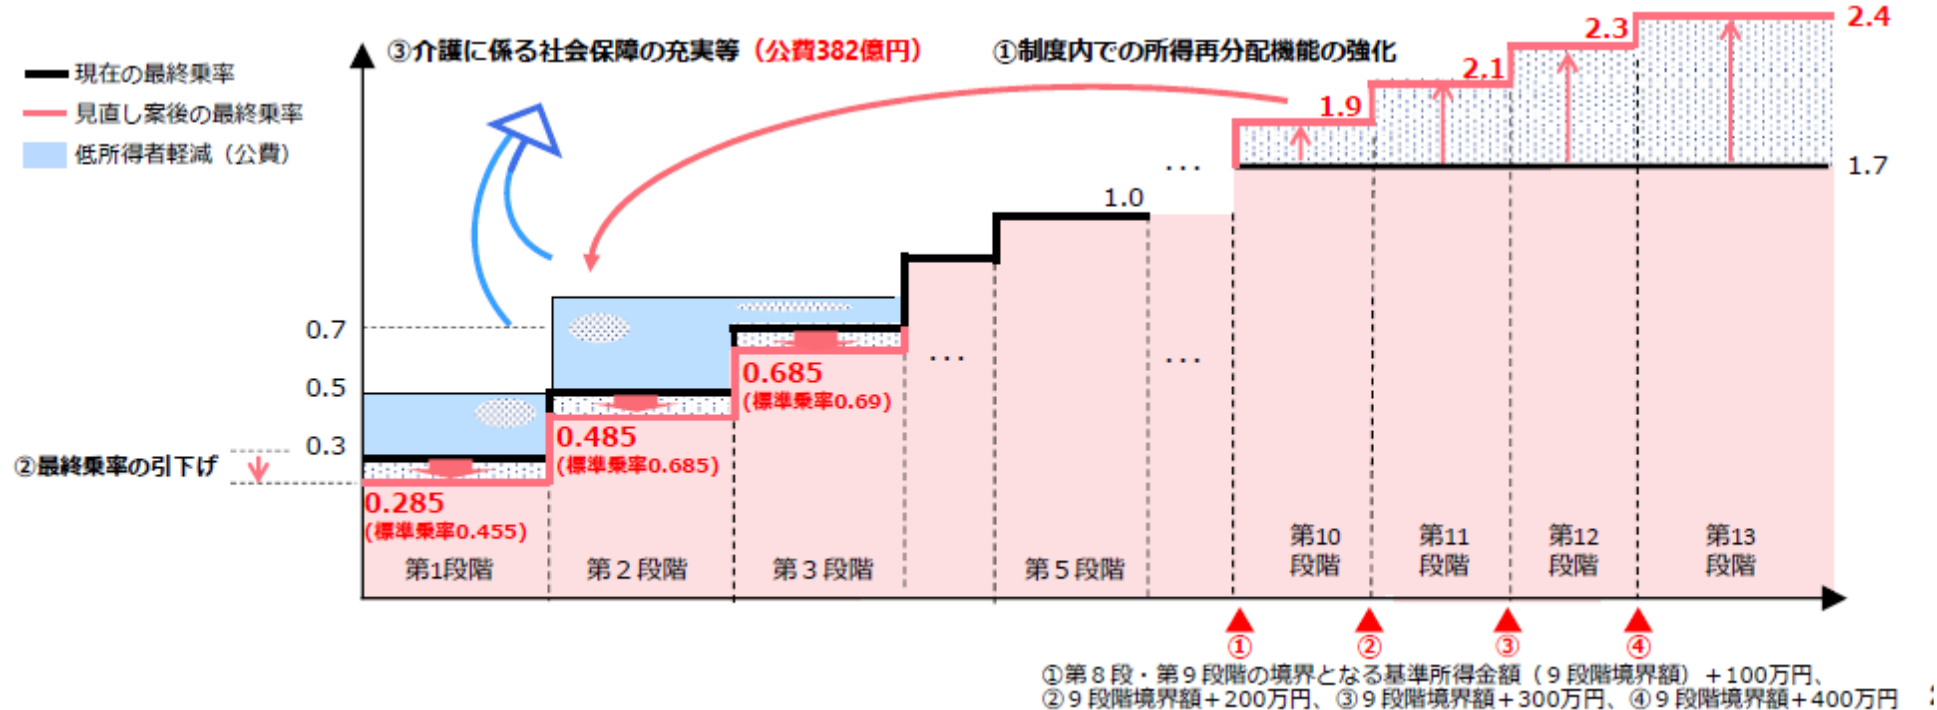 ③介護に係る社会保障の充実等（公費382億円）
①制度内での所得再分配機能の強化
現在の最終乗率
見直し案後の最終乗率
低所得者軽減（公費）
2.4
2.3
2.1
1.9
1.7
…
1.0
0.7
0.5
0.3
②最終乗率の引下げ
…
…
0.685
(標準乗率0.69)
0.485
(標準乗率0.685)
0.285
(標準乗率0.455)
第1段階
第２段階
第３段階
第５段階
第10
段階
第11
段階
第12
段階
第13
段階
①
②
③
④
①第８段・第９段階の境界となる基準所得金額（９段階境界額）＋100万円、
②９段階境界額＋200万円、③９段階境界額＋300万円、④９段階境界額＋400万円